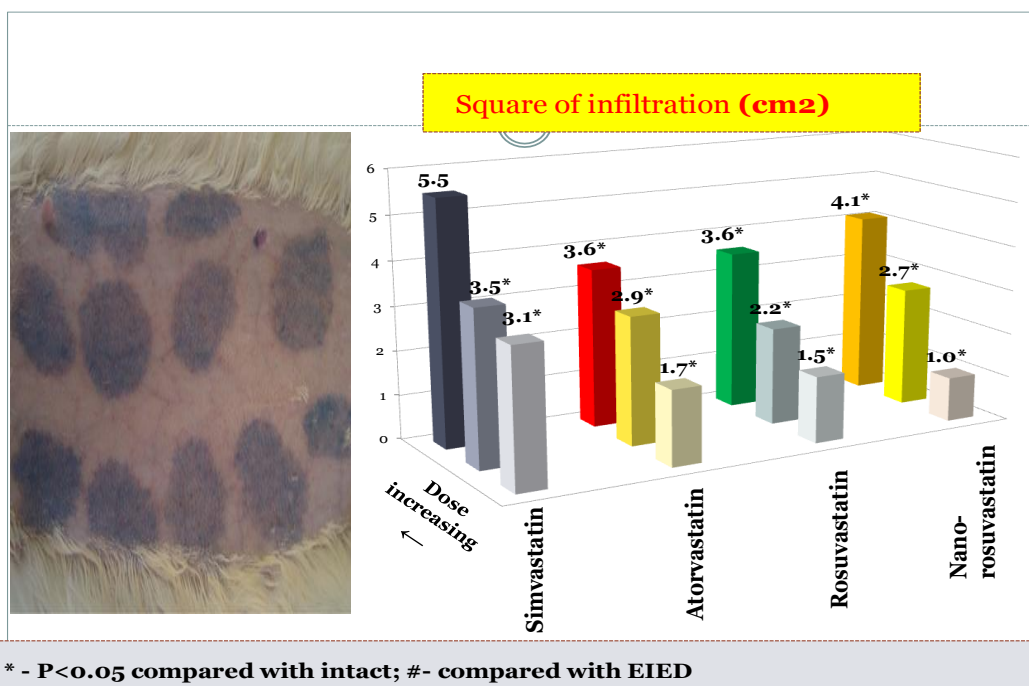 Square of infiltration (cm2)
6
5
4
3
2
1
0
5.5
3.5*
3.1*
3.6*
2.9*
1.7*
3.6*
2.2*
1.5*
4.1*
2.7*
1.0*
Dose
increasing
←
Simvastatin
Atorvastatin
Rosuvastatin
Nano-
rosuvastatin
* - P<0.05 compared with intact; #- compared with EIED